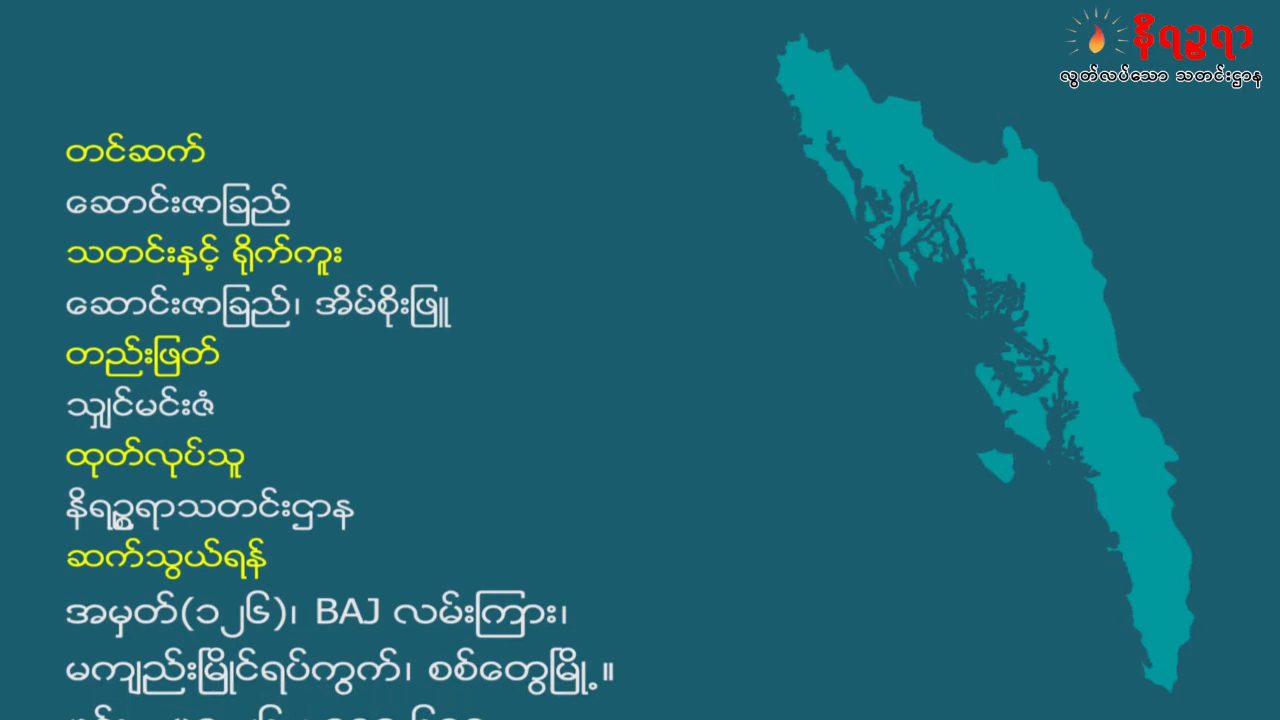 နိရဉ္စရာ
လွတ်လပ်သော သတင်းဌာန
တင်ဆက်
ဆောင်းဇာခြည်
သတင်းနှင့် ရိုက်ကူး
ဆောင်းဇာခြည်၊ အိမ်စိုးဖြူ
တည်းဖြတ်
သျှင်မင်းဇံ
ထုတ်လုပ်သူ
နိရဉ္စရာသတင်းဌာန
ဆက်သွယ်ရန်
အမှတ်(၁၂၆)၊ BAJ လမ်းကြား၊
မကျည်းမြိုင်ရပ်ကွက်၊ စစ်တွေမြို့။